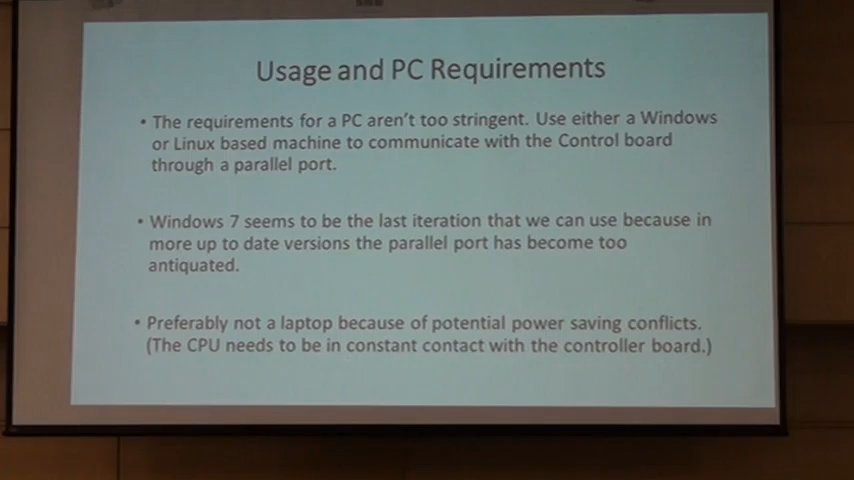 Usage and PC Requirements
• The requirements for a PC aren't too stringent. Use either a Windows
or Linux based machine to communicate with the Control board
through a parallel port.
• Windows 7 seems to be the last iteration that we can use because in
more up to date versions the parallel port has become too
antiquated.
• Preferably not a laptop because of potential power saving conflicts.
(The CPU needs to be in constant contact with the controller board.)